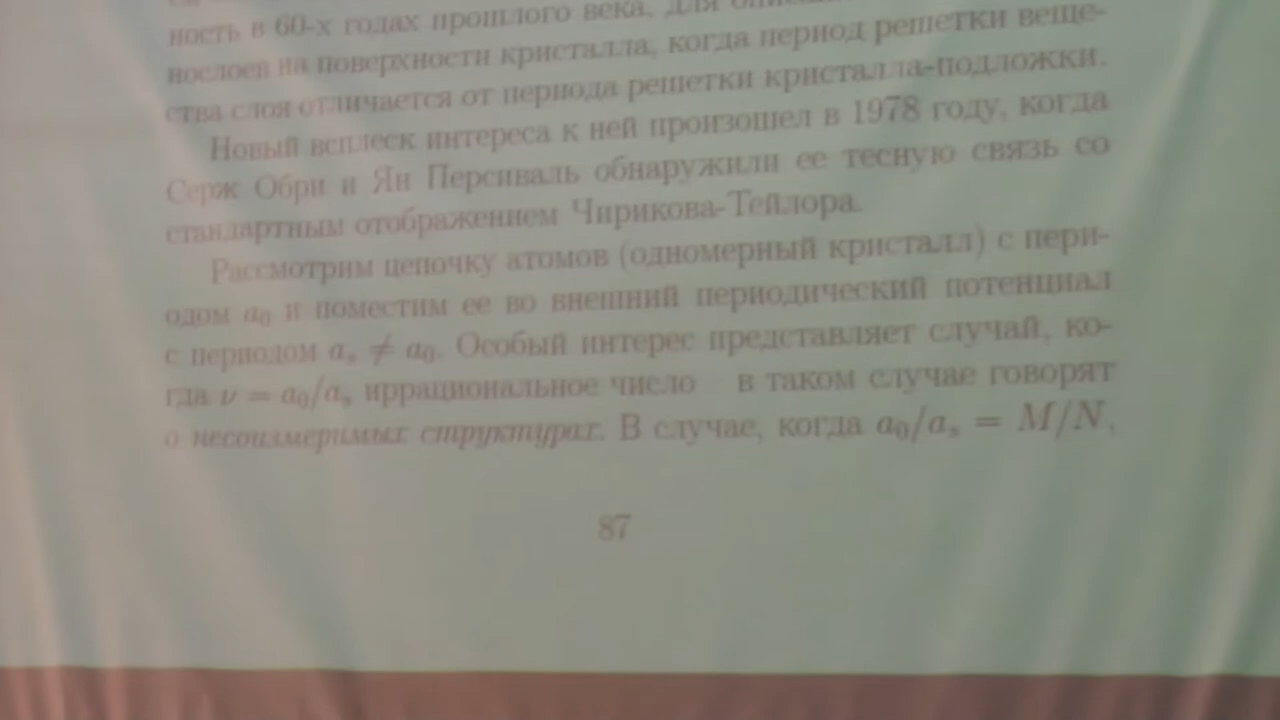 ность в 60-х годах прошлого века, для
нослоев на поверхности кристалла, когда период решетки веще-
ства слоя отличается от периода решетки кристалла-подложки.
Новый всплеск интереса к ней произошел в 1978 году, когда
Серж Обри и Ян Персиваль обнаружили ее тесную связь со
стандартным отображением Чирикова-Тейлора.
Рассмотрим цепочку атомов (одномерный кристалл) с пери-
одом a₀ и поместим ее во внешний периодический потенциал
с периодом aₛ ≠ a₀. Особый интерес представляет случай, ко-
гда ν = a₀/aₛ иррациональное число в таком случае говорят
о несоизмеримых структурах. В случае, когда a₀/aₛ = M/N,
87